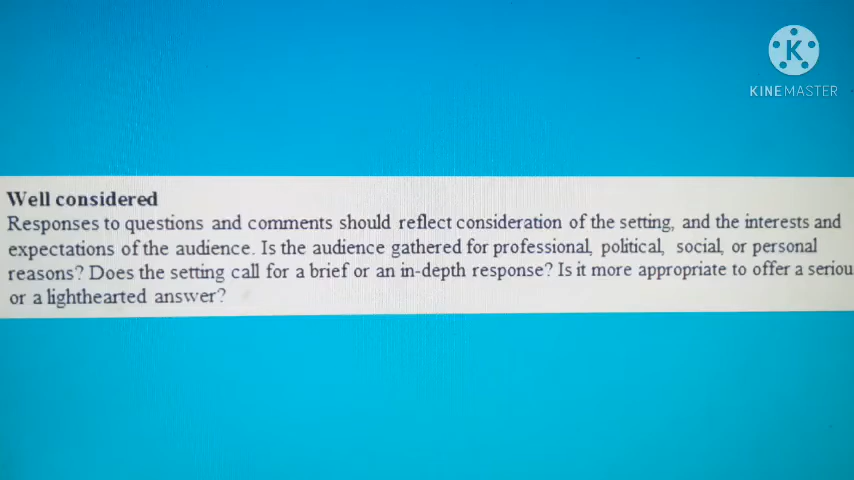 K
KINEMASTER
Well considered
Responses to questions and comments should reflect consideration of the setting, and the interests and
expectations of the audience. Is the audience gathered for professional, political, social, or personal
reasons? Does the setting call for a brief or an in-depth response? Is it more appropriate to offer a seriou
or a lighthearted answer?